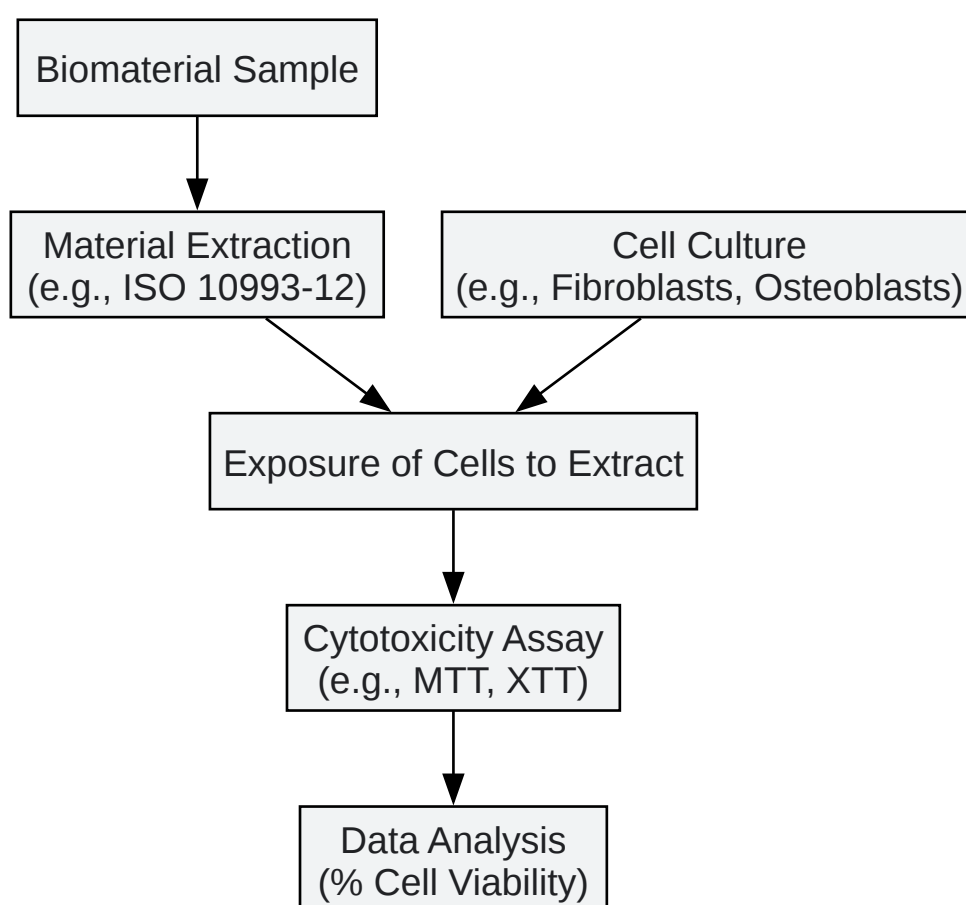 Biomaterial Sample
Material Extraction
(e.g., ISO 10993-12)
Cell Culture
(e.g., Fibroblasts, Osteoblasts)
Exposure of Cells to Extract
Cytotoxicity Assay
(e.g., MTT, XTT)
Data Analysis
(% Cell Viability)